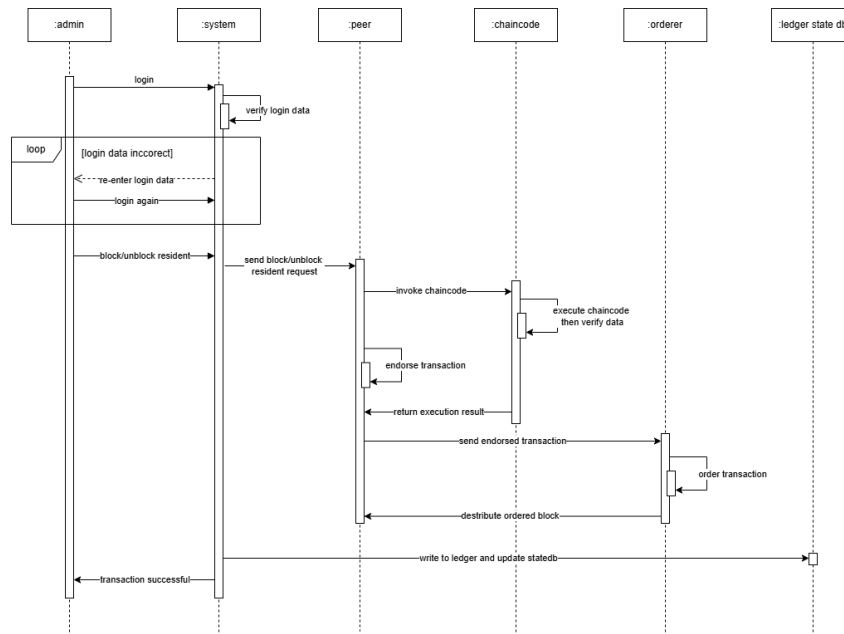 :admin
:system
:peer
:chaincode
:orderer
:ledger state db
login
verify login data
loop
[login data inccorect]
re-enter login data
login again
block/unblock resident
send block/unblock
resident request
invoke chaincode
execute chaincode
then verify data
endorse transaction
return execution result
send endorsed transaction
order transaction
destribute ordered block
write to ledger and update statedb
transaction successful